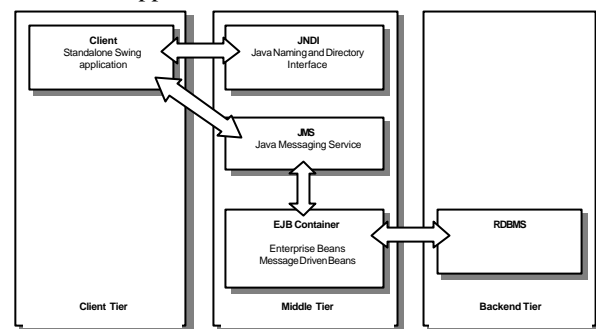 Client
Standalone Swing
application
JNDI
Java Naming and Directory
Interface
JMS
Java Messaging Service
EJB Container
Enterprise Beans
Message Driven Beans
RDBMS
Client Tier
Middle Tier
Backend Tier